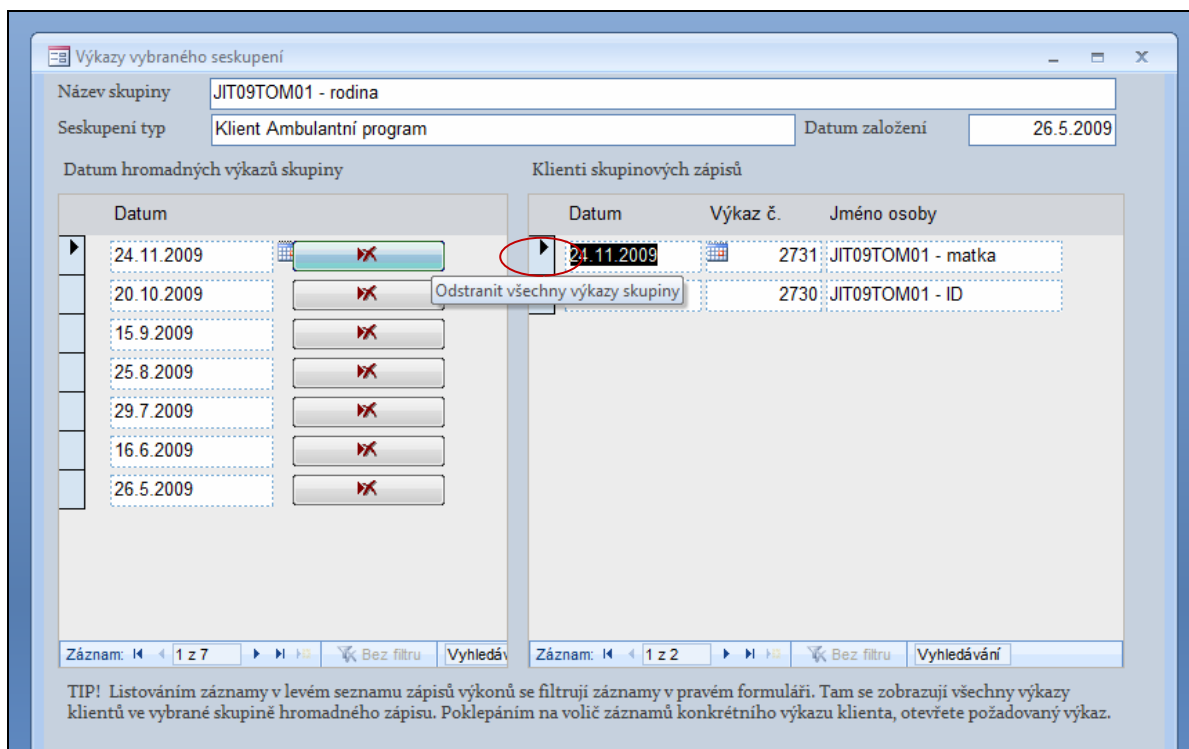 Výkazy vybraného seskupení
Název skupiny JIT09TOM01 - rodina
Seskupení typ Klient Ambulantní program Datum založení 26.5.2009
Datum hromadných výkazů skupiny
Datum
24.11.2009
20.10.2009
15.9.2009
25.8.2009
29.7.2009
16.6.2009
26.5.2009
Odstranit všechny výkazy skupiny
Záznam: 1 z 7 Bez filtru Vyhledáv
Klienti skupinových zápisů
Datum Výkaz č. Jméno osoby
24.11.2009 2731 JIT09TOM01 - matka
2730 JIT09TOM01 - ID
Záznam: 1 z 2 Bez filtru Vyhledávání
TIP! Listováním záznamy v levém seznamu zápisů výkonů se filtrují záznamy v pravém formuláři. Tam se zobrazují všechny výkazy
klientů ve vybrané skupině hromadného zápisu. Poklepáním na volič záznamů konkrétního výkazu klienta, otevřete požadovaný výkaz.